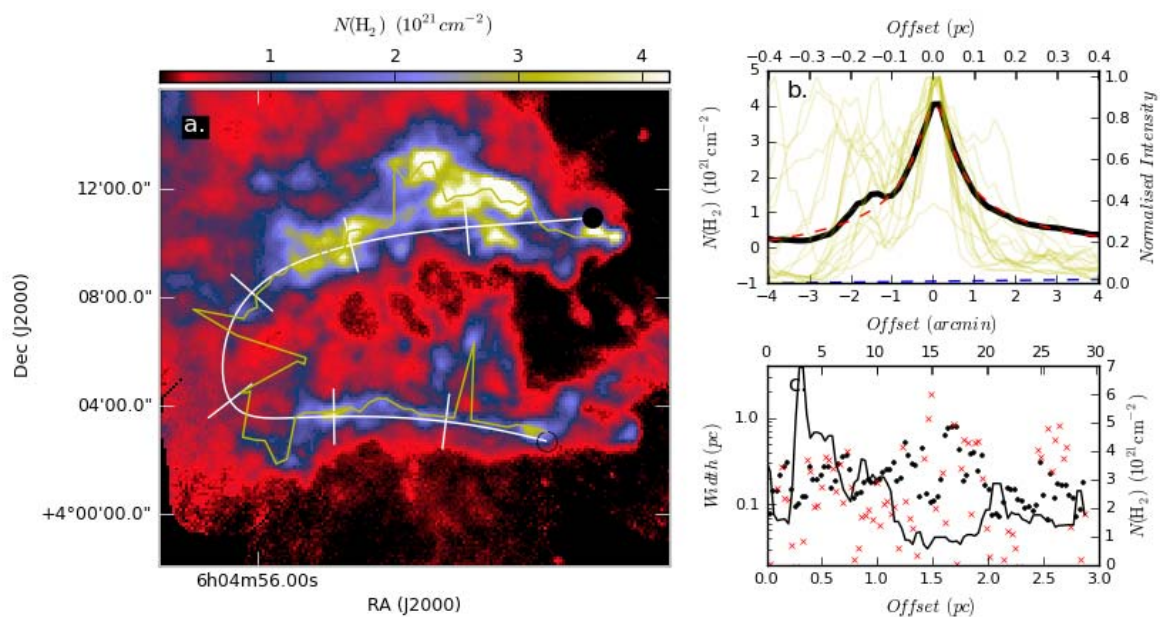 N(H₂) (10²¹ cm⁻²)
1 2 3 4
a.
12'00.0"
08'00.0"
04'00.0"
+4°00'00.0"
Dec (J2000)
6h04m56.00s
RA (J2000)
Offset (pc)
−0.4 −0.3 −0.2 −0.1 0.0 0.1 0.2 0.3 0.4
b.
5 4 3 2 1 0 −1
N(H₂) (10²¹ cm⁻²)
1.0 0.8 0.6 0.4 0.2 0.0
Normalised Intensity
−4 −3 −2 −1 0 1 2 3 4
Offset (arcmin)
0 5 10 15 20 25 30
c.
1.0
0.1
Width (pc)
7 6 5 4 3 2 1 0
N(H₂) (10²¹ cm⁻²)
0.0 0.5 1.0 1.5 2.0 2.5 3.0
Offset (pc)